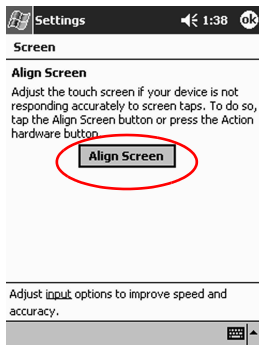 Settings 1:38 ok
Screen
Align Screen
Adjust the touch screen if your device is not
responding accurately to screen taps. To do so,
tap the Align Screen button or press the Action
hardware button.
Align Screen
Adjust input options to improve speed and
accuracy.